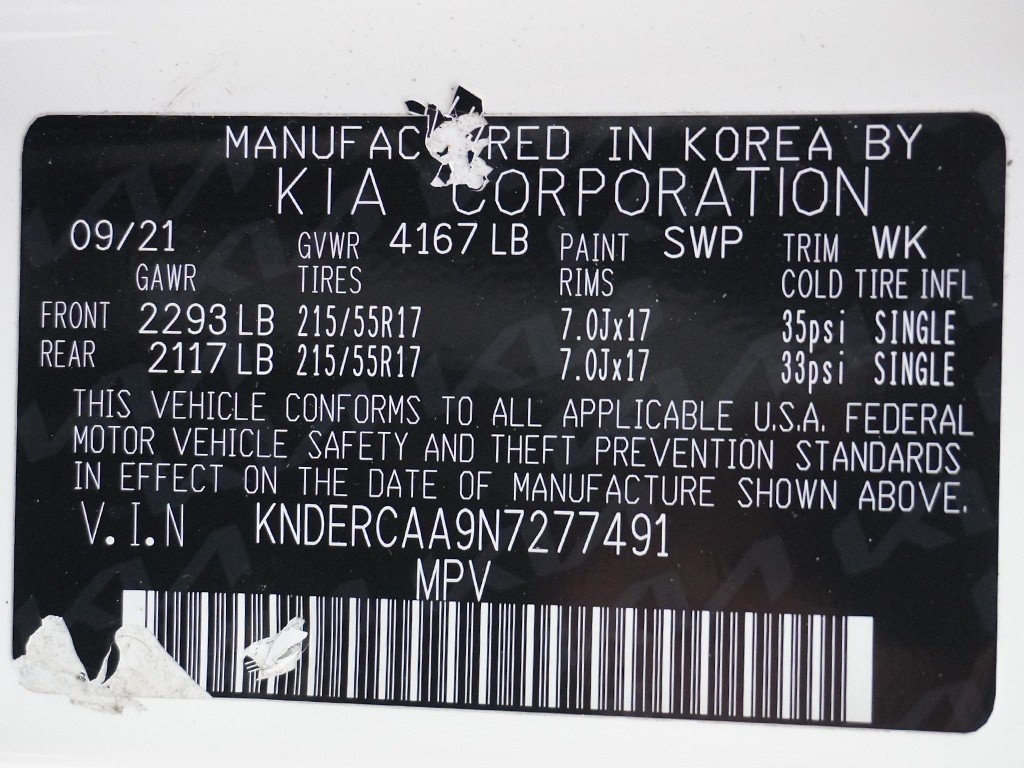 MANUFAC RED IN KOREA BY
KIA CORPORATION
09/21 GVWR 4167 LB PAINT SWP TRIM WK
GAWR TIRES RIMS COLD TIRE INFL
FRONT 2293 LB 215/55R17 7.0Jx17 35psi SINGLE
REAR 2117 LB 215/55R17 7.0Jx17 33psi SINGLE
THIS VEHICLE CONFORMS TO ALL APPLICABLE U.S.A. FEDERAL
MOTOR VEHICLE SAFETY AND THEFT PREVENTION STANDARDS
IN EFFECT ON THE DATE OF MANUFACTURE SHOWN ABOVE.
V.I.N KNDERCAA9N7277491
MPV